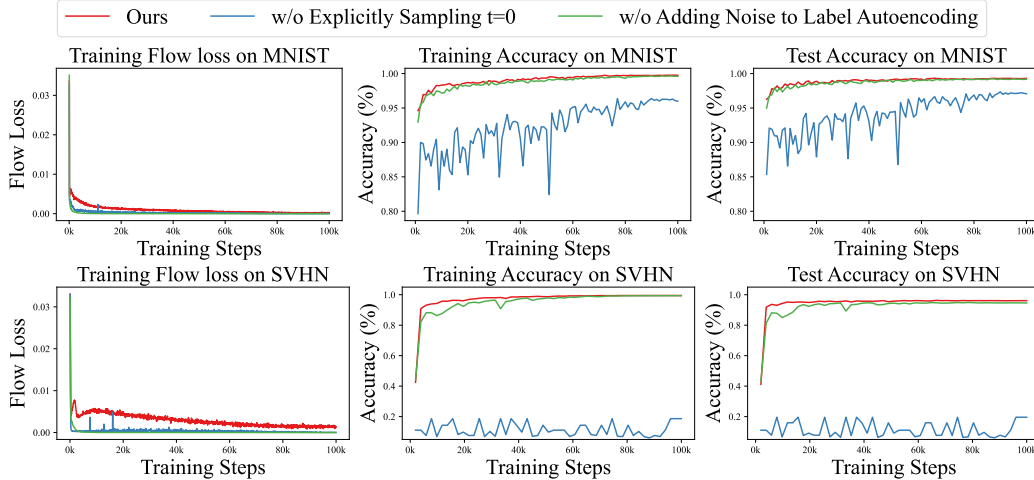 Ours
w/o Explicitly Sampling t=0
w/o Adding Noise to Label Autoencoding
Training Flow loss on MNIST
Training Accuracy on MNIST
Test Accuracy on MNIST
Flow Loss
0.03
0.02
0.01
0.00
0k 20k 40k 60k 80k 100k
Training Steps
Accuracy (%)
1.00
0.95
0.90
0.85
0.80
0k 20k 40k 60k 80k 100k
Training Steps
Accuracy (%)
1.00
0.95
0.90
0.85
0.80
0k 20k 40k 60k 80k 100k
Training Steps
Training Flow loss on SVHN
Training Accuracy on SVHN
Test Accuracy on SVHN
Flow Loss
0.03
0.02
0.01
0.00
0k 20k 40k 60k 80k 100k
Training Steps
Accuracy (%)
1.0
0.8
0.6
0.4
0.2
0k 20k 40k 60k 80k 100k
Training Steps
Accuracy (%)
1.0
0.8
0.6
0.4
0.2
0k 20k 40k 60k 80k 100k
Training Steps